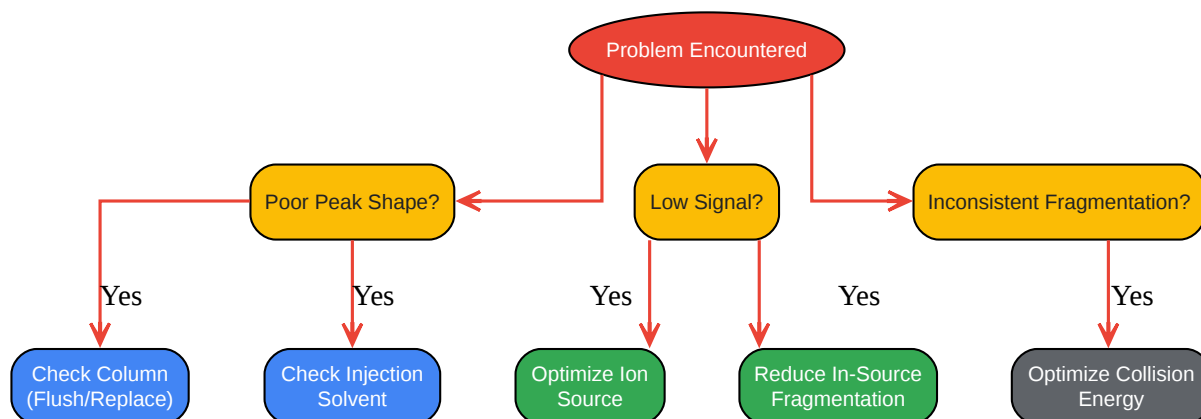 Problem Encountered
Poor Peak Shape?
Low Signal?
Inconsistent Fragmentation?
Yes
Yes
Yes
Yes
Yes
Check Column
(Flush/Replace)
Check Injection
Solvent
Optimize Ion
Source
Reduce In-Source
Fragmentation
Optimize Collision
Energy